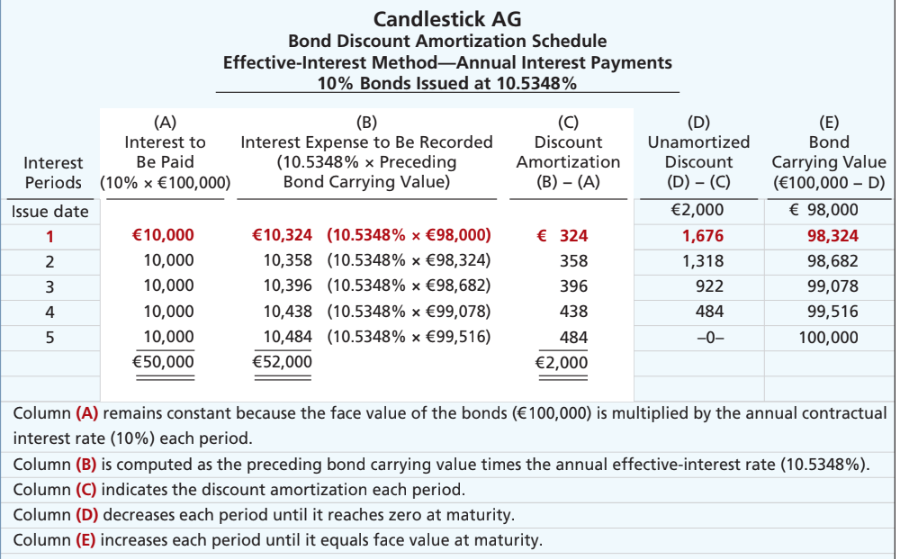 Candlestick AG
Bond Discount Amortization Schedule
Effective-Interest Method—Annual Interest Payments
10% Bonds Issued at 10.5348%
(A) (B) (C) (D) (E)
Interest to Interest Expense to Be Recorded Discount Unamortized Bond
Interest Be Paid (10.5348% × Preceding Amortization Discount Carrying Value
Periods (10% × €100,000) Bond Carrying Value) (B) – (A) (D) – (C) (€100,000 – D)
Issue date €2,000 € 98,000
1 €10,000 €10,324 (10.5348% × €98,000) € 324 1,676 98,324
2 10,000 10,358 (10.5348% × €98,324) 358 1,318 98,682
3 10,000 10,396 (10.5348% × €98,682) 396 922 99,078
4 10,000 10,438 (10.5348% × €99,078) 438 484 99,516
5 10,000 10,484 (10.5348% × €99,516) 484 –0– 100,000
€50,000 €52,000 €2,000
Column (A) remains constant because the face value of the bonds (€100,000) is multiplied by the annual contractual
interest rate (10%) each period.
Column (B) is computed as the preceding bond carrying value times the annual effective-interest rate (10.5348%).
Column (C) indicates the discount amortization each period.
Column (D) decreases each period until it reaches zero at maturity.
Column (E) increases each period until it equals face value at maturity.